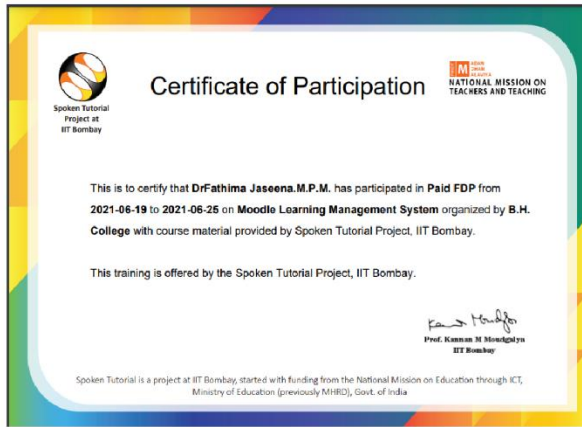 Spoken Tutorial
Project at
IIT Bombay
Certificate of Participation
NATIONAL MISSION ON
TEACHERS AND TEACHING
This is to certify that DrFathima Jaseena.M.P.M. has participated in Paid FDP from
2021-06-19 to 2021-06-25 on Moodle Learning Management System organized by B.H.
College with course material provided by Spoken Tutorial Project, IIT Bombay.
This training is offered by the Spoken Tutorial Project, IIT Bombay.
Prof. Kannan M Moudgalya
IIT Bombay
Spoken Tutorial is a project at IIT Bombay, started with funding from the National Mission on Education through ICT,
Ministry of Education (previously MHRD), Govt. of India